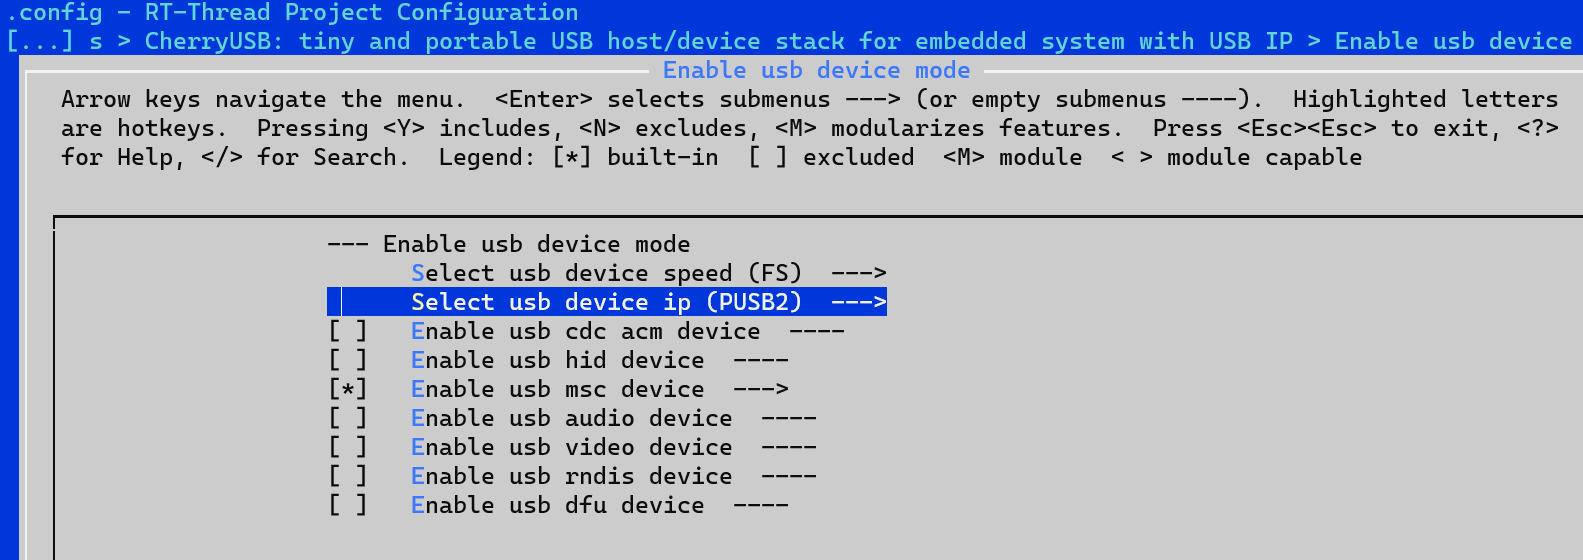 .config - RT-Thread Project Configuration
[...] s > CherryUSB: tiny and portable USB host/device stack for embedded system with USB IP > Enable usb device
Enable usb device mode
Arrow keys navigate the menu.  <Enter> selects submenus ---> (or empty submenus ----).  Highlighted letters
are hotkeys.  Pressing <Y> includes, <N> excludes, <M> modularizes features.  Press <Esc><Esc> to exit, <?>
for Help, </> for Search.  Legend: [*] built-in  [ ] excluded  <M> module  < > module capable
--- Enable usb device mode
Select usb device speed (FS)  --->
Select usb device ip (PUSB2)  --->
[ ]   Enable usb cdc acm device  ----
[ ]   Enable usb hid device  ----
[*]   Enable usb msc device  --->
[ ]   Enable usb audio device  ----
[ ]   Enable usb video device  ----
[ ]   Enable usb rndis device  ----
[ ]   Enable usb dfu device  ----